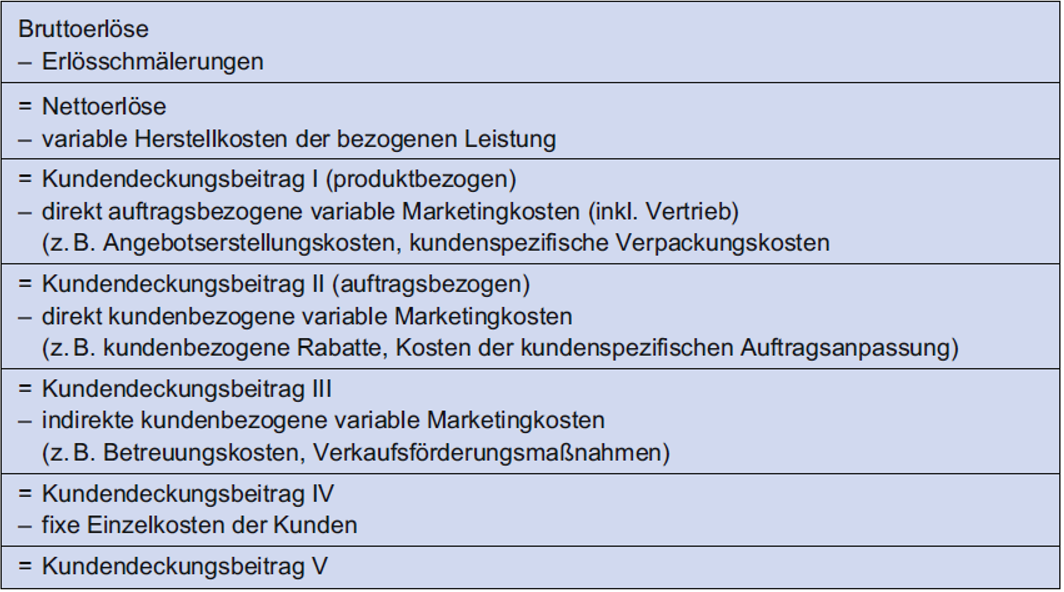 Bruttoerlöse
– Erlösschmälerungen
= Nettoerlöse
– variable Herstellkosten der bezogenen Leistung
= Kundendeckungsbeitrag I (produktbezogen)
– direkt auftragsbezogene variable Marketingkosten (inkl. Vertrieb)
(z. B. Angebotserstellungskosten, kundenspezifische Verpackungskosten
= Kundendeckungsbeitrag II (auftragsbezogen)
– direkt kundenbezogene variable Marketingkosten
(z. B. kundenbezogene Rabatte, Kosten der kundenspezifischen Auftragsanpassung)
= Kundendeckungsbeitrag III
– indirekte kundenbezogene variable Marketingkosten
(z. B. Betreuungskosten, Verkaufsförderungsmaßnahmen)
= Kundendeckungsbeitrag IV
– fixe Einzelkosten der Kunden
= Kundendeckungsbeitrag V